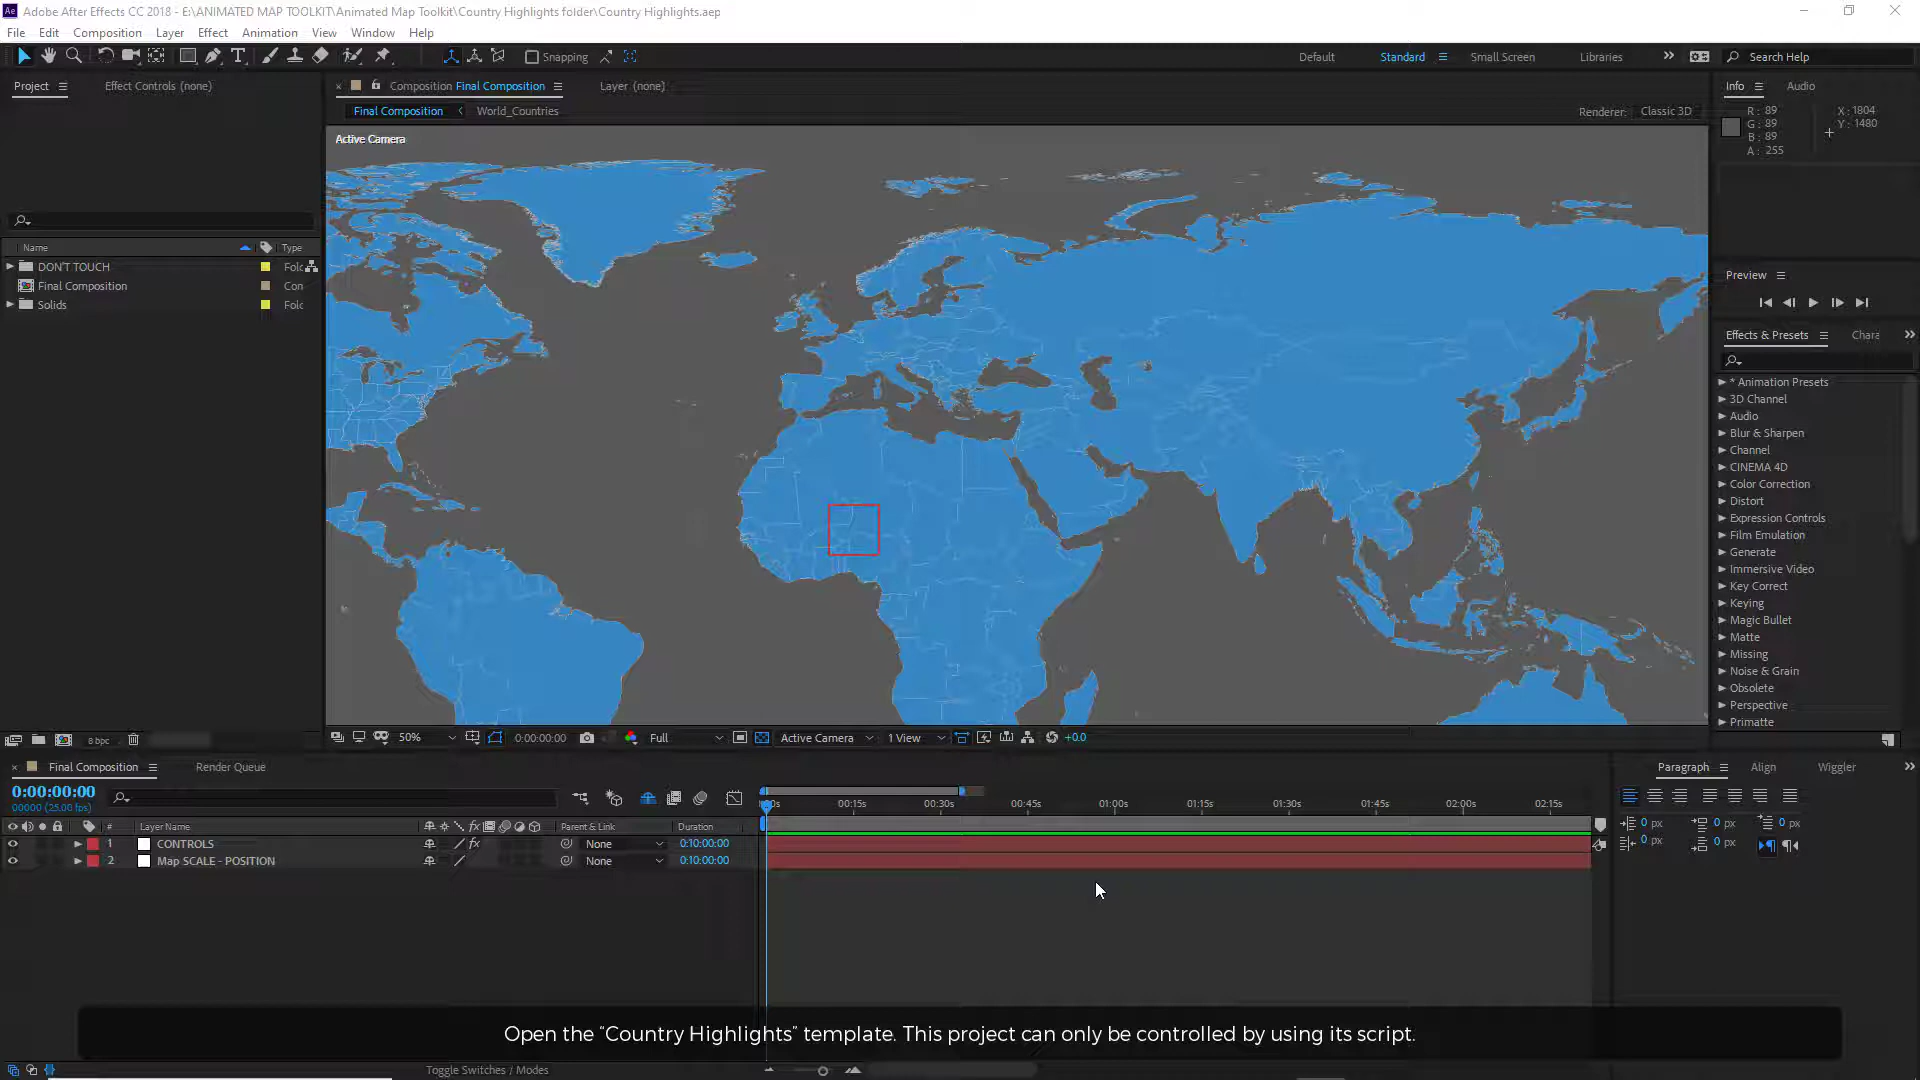 Adobe After Effects CC 2018 - E:\ANIMATED MAP TOOLKIT\Animated Map Toolkit\Country Highlights folder\Country Highlights.aep
File Edit Composition Layer Effect Animation View Window Help
Snapping Default Standard Small Screen Libraries Search Help
Project Effect Controls (none) Composition Final Composition Layer (none) Info Audio
Final Composition World_Countries Renderer: Classic 3D
R: 89 X: 1804
G: 89 Y: 1480
B: 89
A: 255
Active Camera
Name Type
DON'T TOUCH Folc
Final Composition Con
Solids Folc
Preview
Effects & Presets Chara
* Animation Presets
3D Channel
Audio
Blur & Sharpen
Channel
CINEMA 4D
Color Correction
Distort
Expression Controls
Film Emulation
Generate
Immersive Video
Key Correct
Keying
Magic Bullet
Matte
Missing
Noise & Grain
Obsolete
Perspective
Primatte
8 bpc 50% 0:00:00:00 Full Active Camera 1 View +0.0
Final Composition Render Queue Paragraph Align Wiggler
0:00:00:00
00000 (25.00 fps)
00:15s 00:30s 00:45s 01:00s 01:15s 01:30s 01:45s 02:00s 02:15s
# Layer Name Parent & Link Duration
1 CONTROLS None 0:10:00:00
2 Map SCALE - POSITION None 0:10:00:00
0 px 0 px 0 px
0 px 0 px
Open the “Country Highlights” template. This project can only be controlled by using its script.
Toggle Switches / Modes